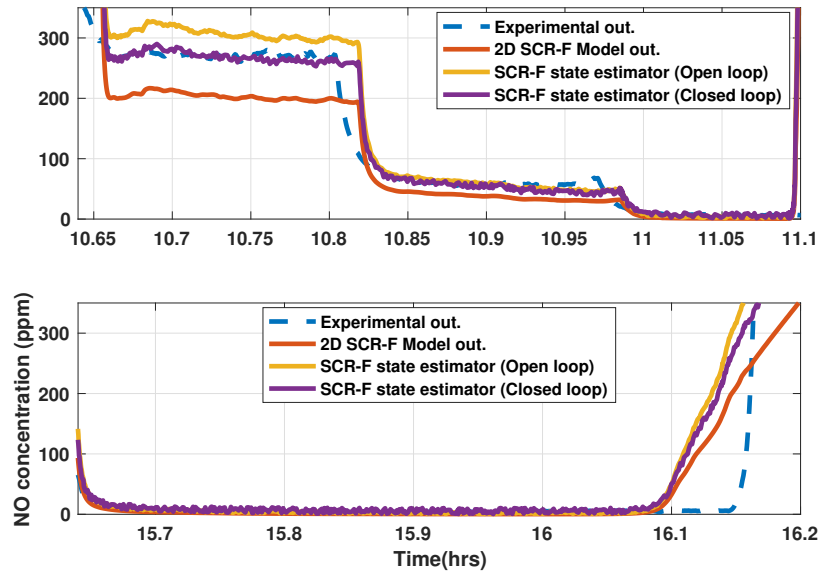 300
200
100
0
10.65 10.7 10.75 10.8 10.85 10.9 10.95 11 11.05 11.1
Experimental out.
2D SCR-F Model out.
SCR-F state estimator (Open loop)
SCR-F state estimator (Closed loop)
NO concentration (ppm)
300
200
100
0
15.7 15.8 15.9 16 16.1 16.2
Experimental out.
2D SCR-F Model out.
SCR-F state estimator (Open loop)
SCR-F state estimator (Closed loop)
Time(hrs)